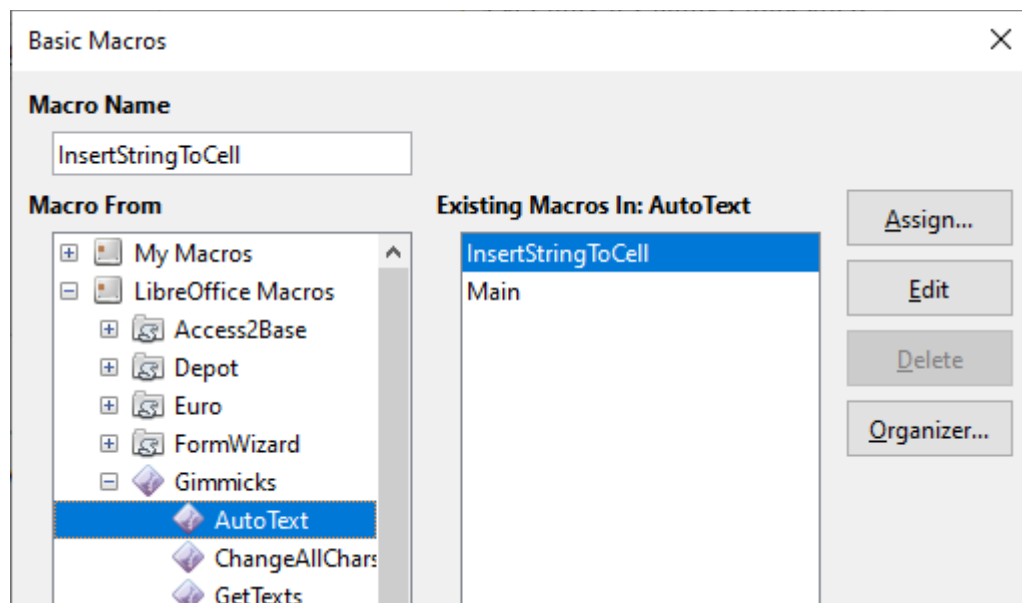 Basic Macros
Macro Name
InsertStringToCell
Macro From
My Macros
LibreOffice Macros
Access2Base
Depot
Euro
FormWizard
Gimmicks
AutoText
ChangeAllChars
GetTexts
Existing Macros In: AutoText
InsertStringToCell
Main
Assign...
Edit
Delete
Organizer...